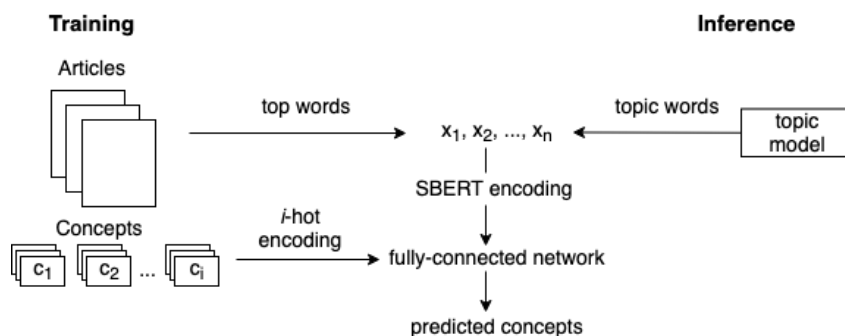 Training
Inference
Articles
top words
topic words
x1, x2, ..., xn
topic
model
SBERT encoding
Concepts
i-hot
encoding
c1 c2 ... ci
fully-connected network
predicted concepts